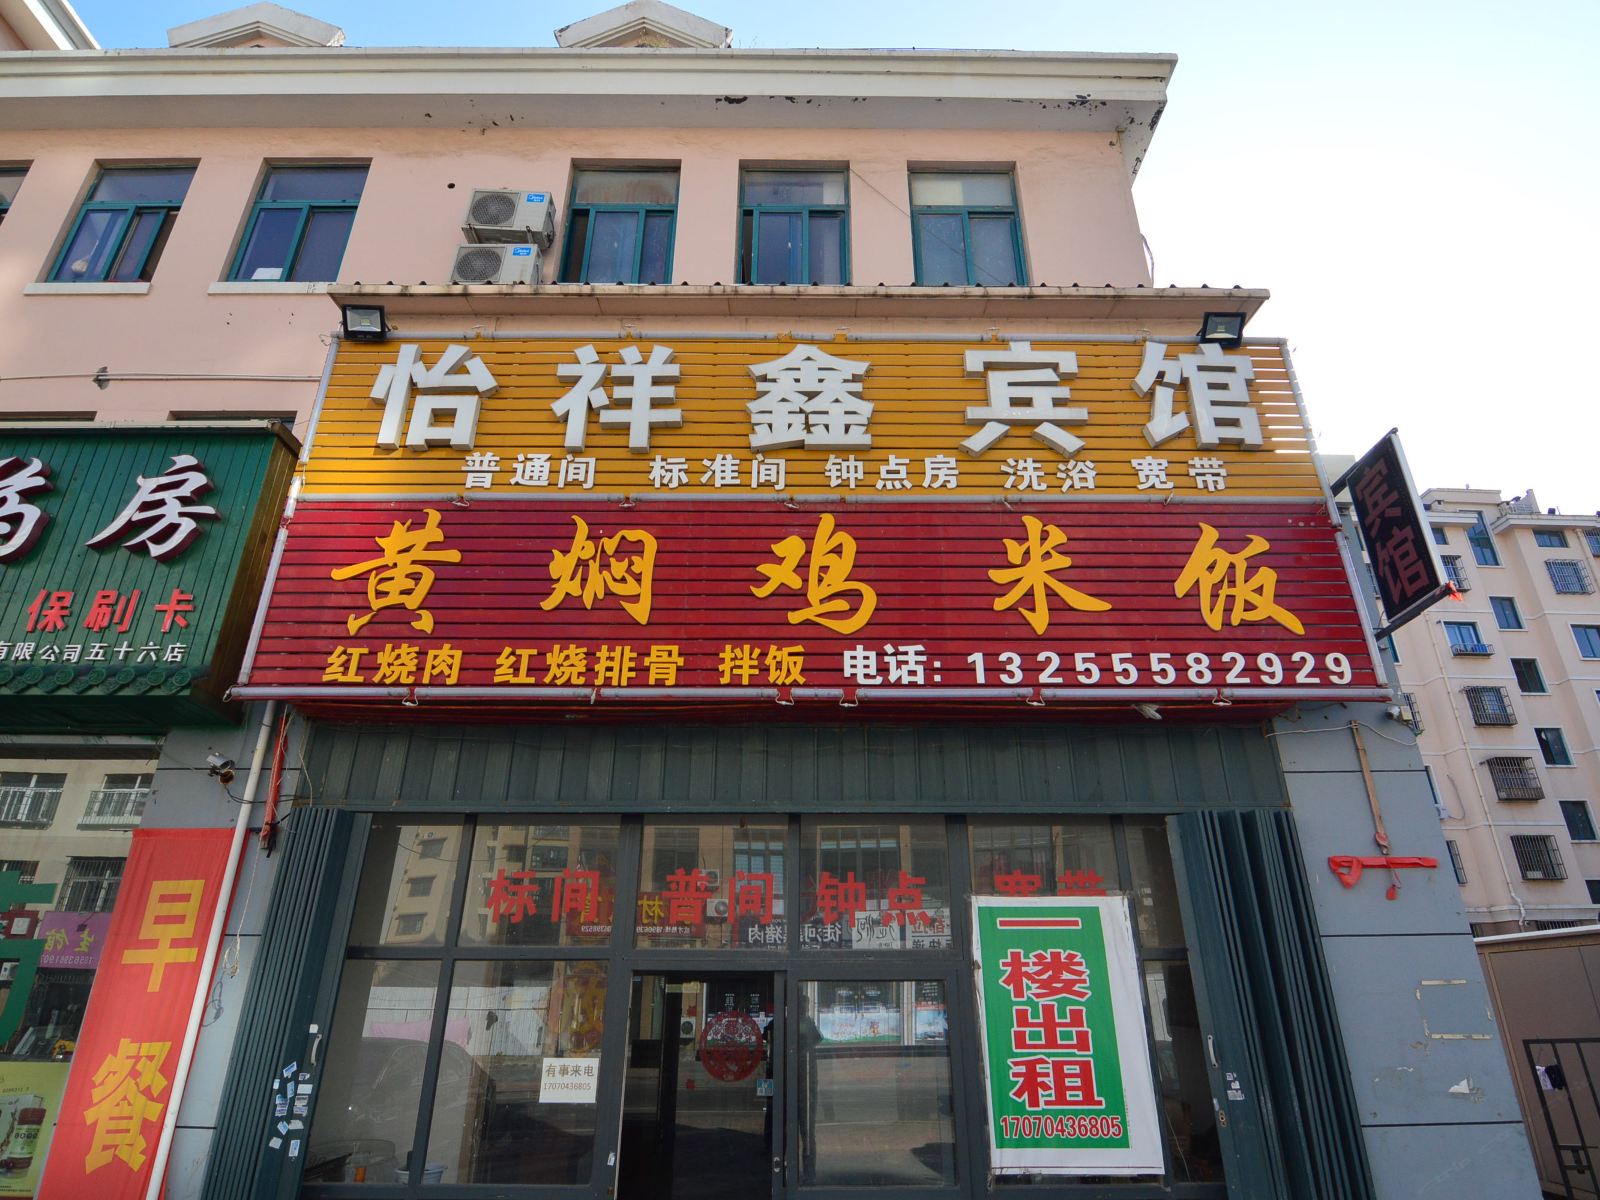 怡祥鑫宾馆
普通间 标准间 钟点房 洗浴 宽带
黄焖鸡米饭
红烧肉 红烧排骨 拌饭 电话: 13255582929
宾馆
药房
保刷卡
有限公司五十六店
早餐
标间 普间 钟点 宽带
有事来电
17070436805
一楼出租
17070436805